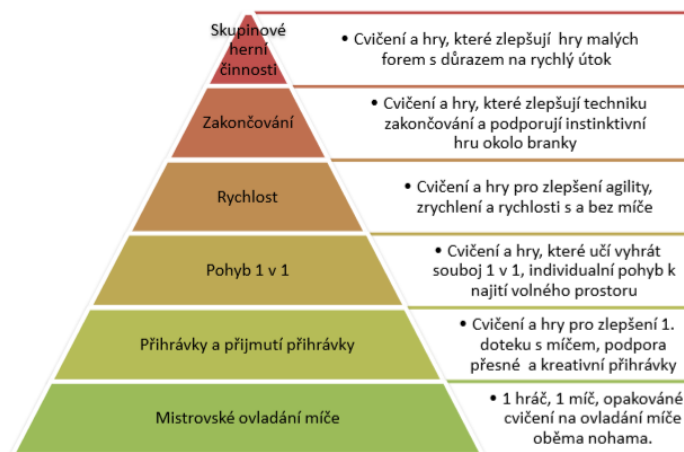 Skupinové
herní
činnosti
• Cvičení a hry, které zlepšují hry malých
forem s důrazem na rychlý útok
Zakončování
• Cvičení a hry, které zlepšují techniku
zakončování a podporují instinktivní
hru okolo branky
Rychlost
• Cvičení a hry pro zlepšení agility,
zrychlení a rychlosti s a bez míče
Pohyb 1 v 1
• Cvičení a hry, které učí vyhrát
souboj 1 v 1, individualní pohyb k
najití volného prostoru
Přihrávky a přijmutí přihrávky
• Cvičení a hry pro zlepšení 1.
doteku s míčem, podpora
přesné a kreativní přihrávky
Mistrovské ovladání míče
• 1 hráč, 1 míč, opakované
cvičení na ovladání míče
oběma nohama.